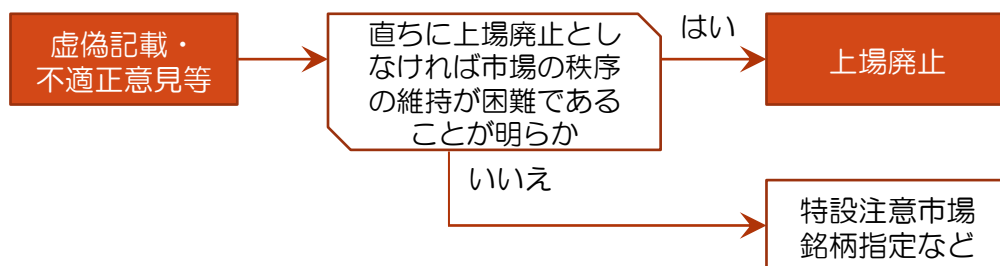 虚偽記載・
不適正意見等
直ちに上場廃止とし
なければ市場の秩序
の維持が困難である
ことが明らか
はい
上場廃止
いいえ
特設注意市場
銘柄指定など